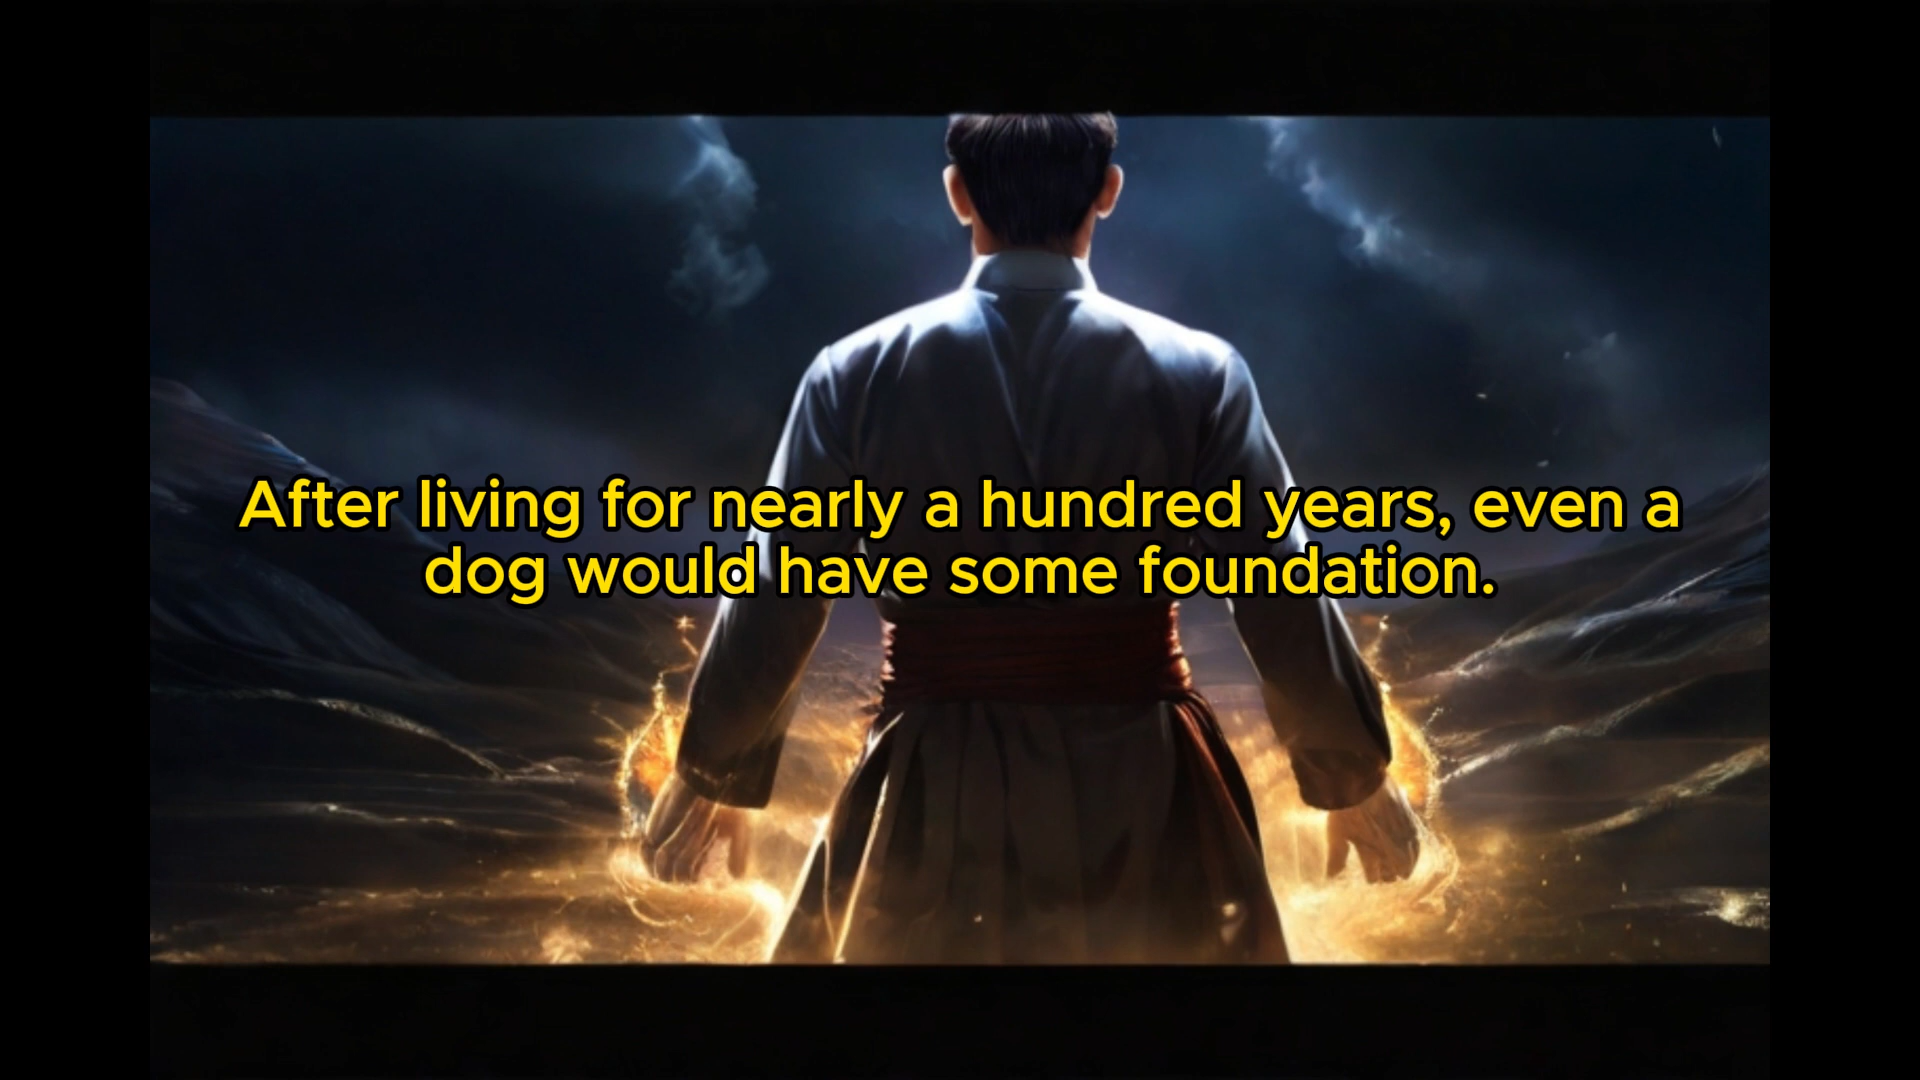 After living for nearly a hundred years, even a
dog would have some foundation.